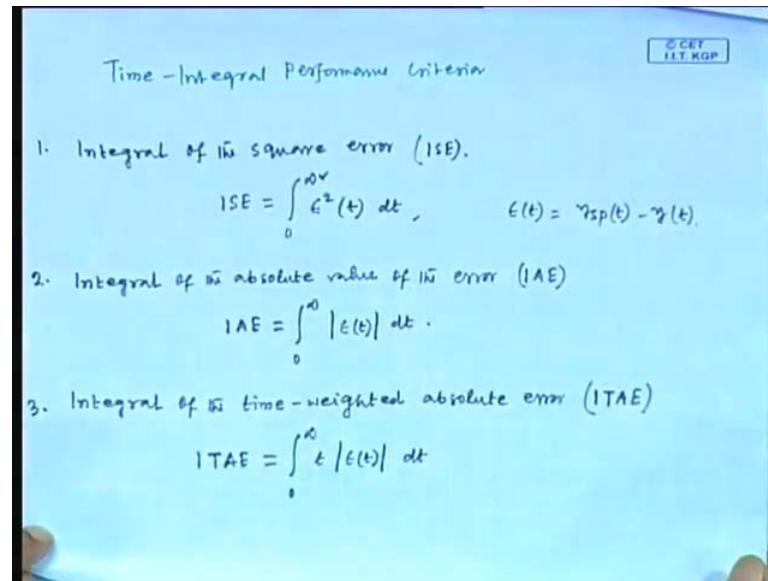 © CET
I.I.T. KGP
Time-Integral Performance Criteria
1. Integral of the square error (ISE).
ISE = ∫₀^∞ ϵ²(t) dt, ϵ(t) = ysp(t) - y(t).
2. Integral of the absolute value of the error (IAE)
IAE = ∫₀^∞ |ϵ(t)| dt.
3. Integral of the time-weighted absolute error (ITAE)
ITAE = ∫₀^∞ t |ϵ(t)| dt